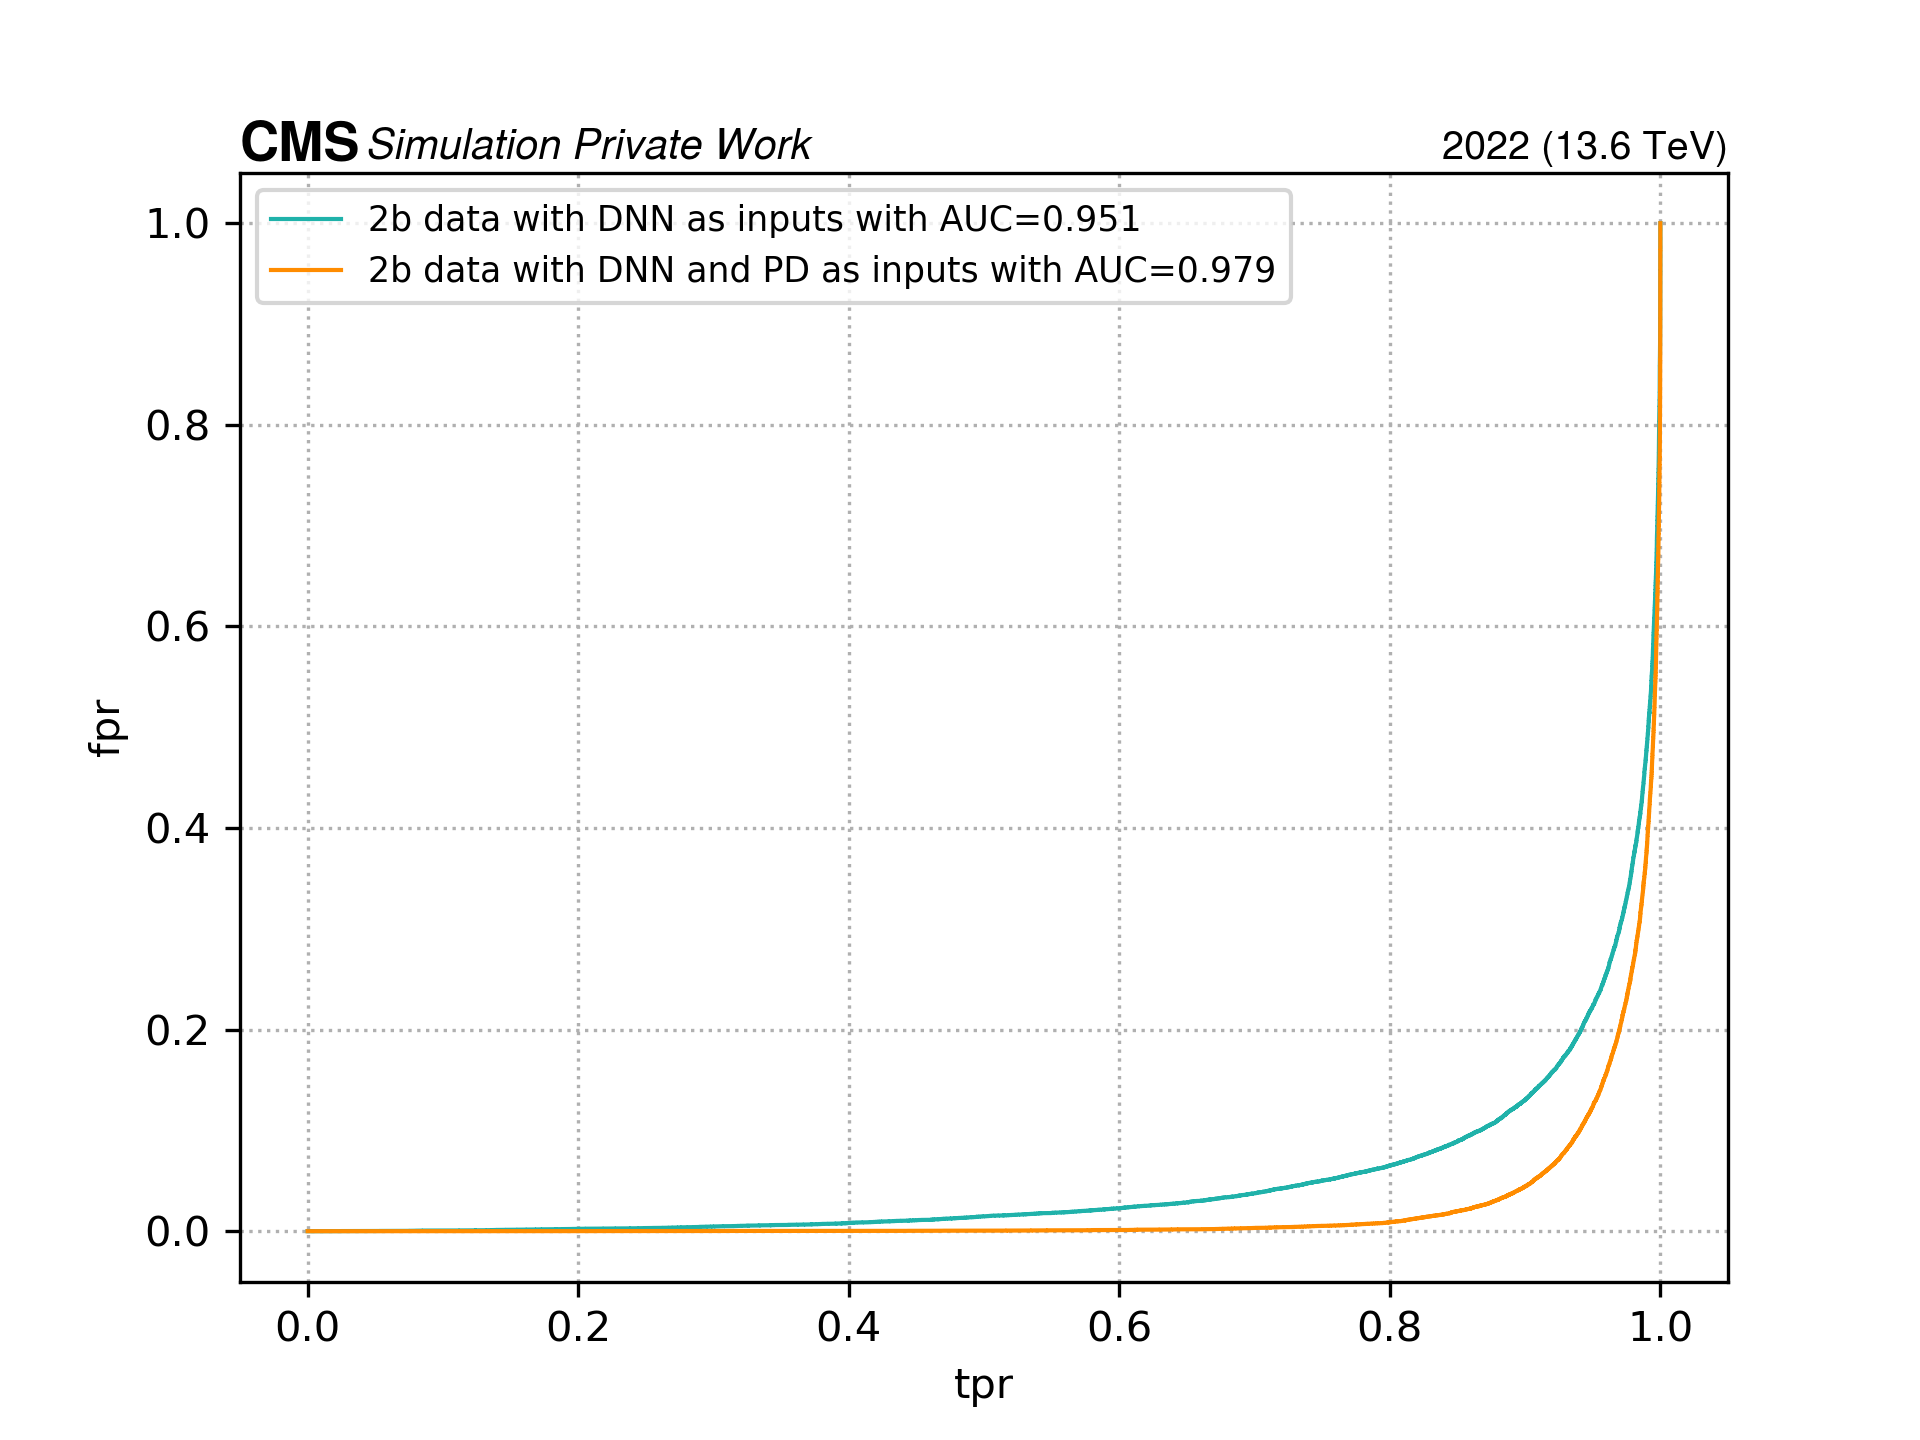 CMS Simulation Private Work 2022 (13.6 TeV)
2b data with DNN as inputs with AUC=0.951
2b data with DNN and PD as inputs with AUC=0.979
1.0
0.8
0.6
0.4
0.2
0.0
fpr
0.0 0.2 0.4 0.6 0.8 1.0
tpr